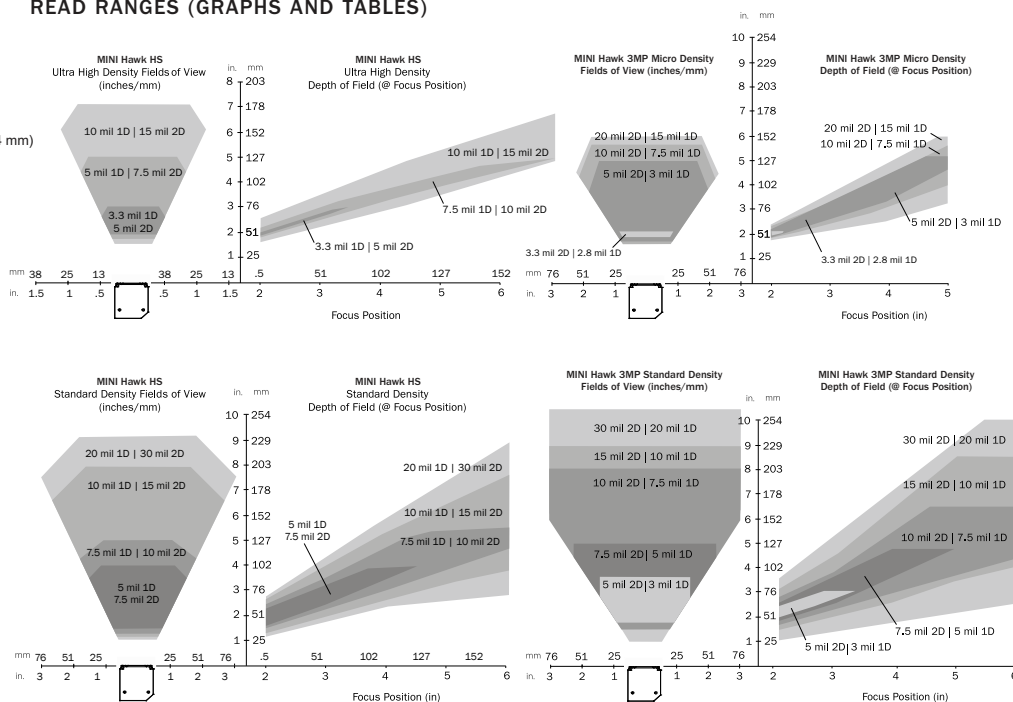 READ RANGES (GRAPHS AND TABLES)
mm)
MINI Hawk HS
Ultra High Density Fields of View
(inches/mm)
10 mil 1D | 15 mil 2D
5 mil 1D | 7.5 mil 2D
3.3 mil 1D
5 mil 2D
mm 38 25 13 38 25 13
in. 1.5 1 .5 .5 1 1.5
in. mm
8 203
7 178
6 152
5 127
4 102
3 76
2 51
1 25
MINI Hawk HS
Ultra High Density
Depth of Field (@ Focus Position)
10 mil 1D | 15 mil 2D
7.5 mil 1D | 10 mil 2D
3.3 mil 1D | 5 mil 2D
.5 51 102 127 152
2 3 4 5 6
Focus Position
MINI Hawk 3MP Micro Density
Fields of View (inches/mm)
20 mil 2D | 15 mil 1D
10 mil 2D | 7.5 mil 1D
5 mil 2D | 3 mil 1D
3.3 mil 2D | 2.8 mil 1D
mm 76 51 25 25 51 76
in. 3 2 1 1 2 3
in. mm
10 254
9 229
8 203
7 178
6 152
5 127
4 102
3 76
2 51
1 25
MINI Hawk 3MP Micro Density
Depth of Field (@ Focus Position)
20 mil 2D | 15 mil 1D
10 mil 2D | 7.5 mil 1D
5 mil 2D | 3 mil 1D
3.3 mil 2D | 2.8 mil 1D
2 3 4 5
Focus Position (in)
MINI Hawk HS
Standard Density Fields of View
(inches/mm)
20 mil 1D | 30 mil 2D
10 mil 1D | 15 mil 2D
7.5 mil 1D | 10 mil 2D
5 mil 1D
7.5 mil 2D
mm 76 51 25 25 51 76
in. 3 2 1 1 2 3
in. mm
10 254
9 229
8 203
7 178
6 152
5 127
4 102
3 76
2 51
1 25
MINI Hawk HS
Standard Density
Depth of Field (@ Focus Position)
20 mil 1D | 30 mil 2D
10 mil 1D | 15 mil 2D
5 mil 1D
7.5 mil 2D
7.5 mil 1D | 10 mil 2D
.5 51 102 127 152
2 3 4 5 6
Focus Position (in)
MINI Hawk 3MP Standard Density
Fields of View (inches/mm)
30 mil 2D | 20 mil 1D
15 mil 2D | 10 mil 1D
10 mil 2D | 7.5 mil 1D
7.5 mil 2D | 5 mil 1D
5 mil 2D | 3 mil 1D
mm 76 51 25 25 51 76
in. 3 2 1 1 2 3
in. mm
10 254
9 229
8 203
7 178
6 152
5 127
4 102
3 76
2 51
1 25
MINI Hawk 3MP Standard Density
Depth of Field (@ Focus Position)
30 mil 2D | 20 mil 1D
15 mil 2D | 10 mil 1D
10 mil 2D | 7.5 mil 1D
7.5 mil 2D | 5 mil 1D
5 mil 2D | 3 mil 1D
2 3 4 5 6
Focus Position (in)